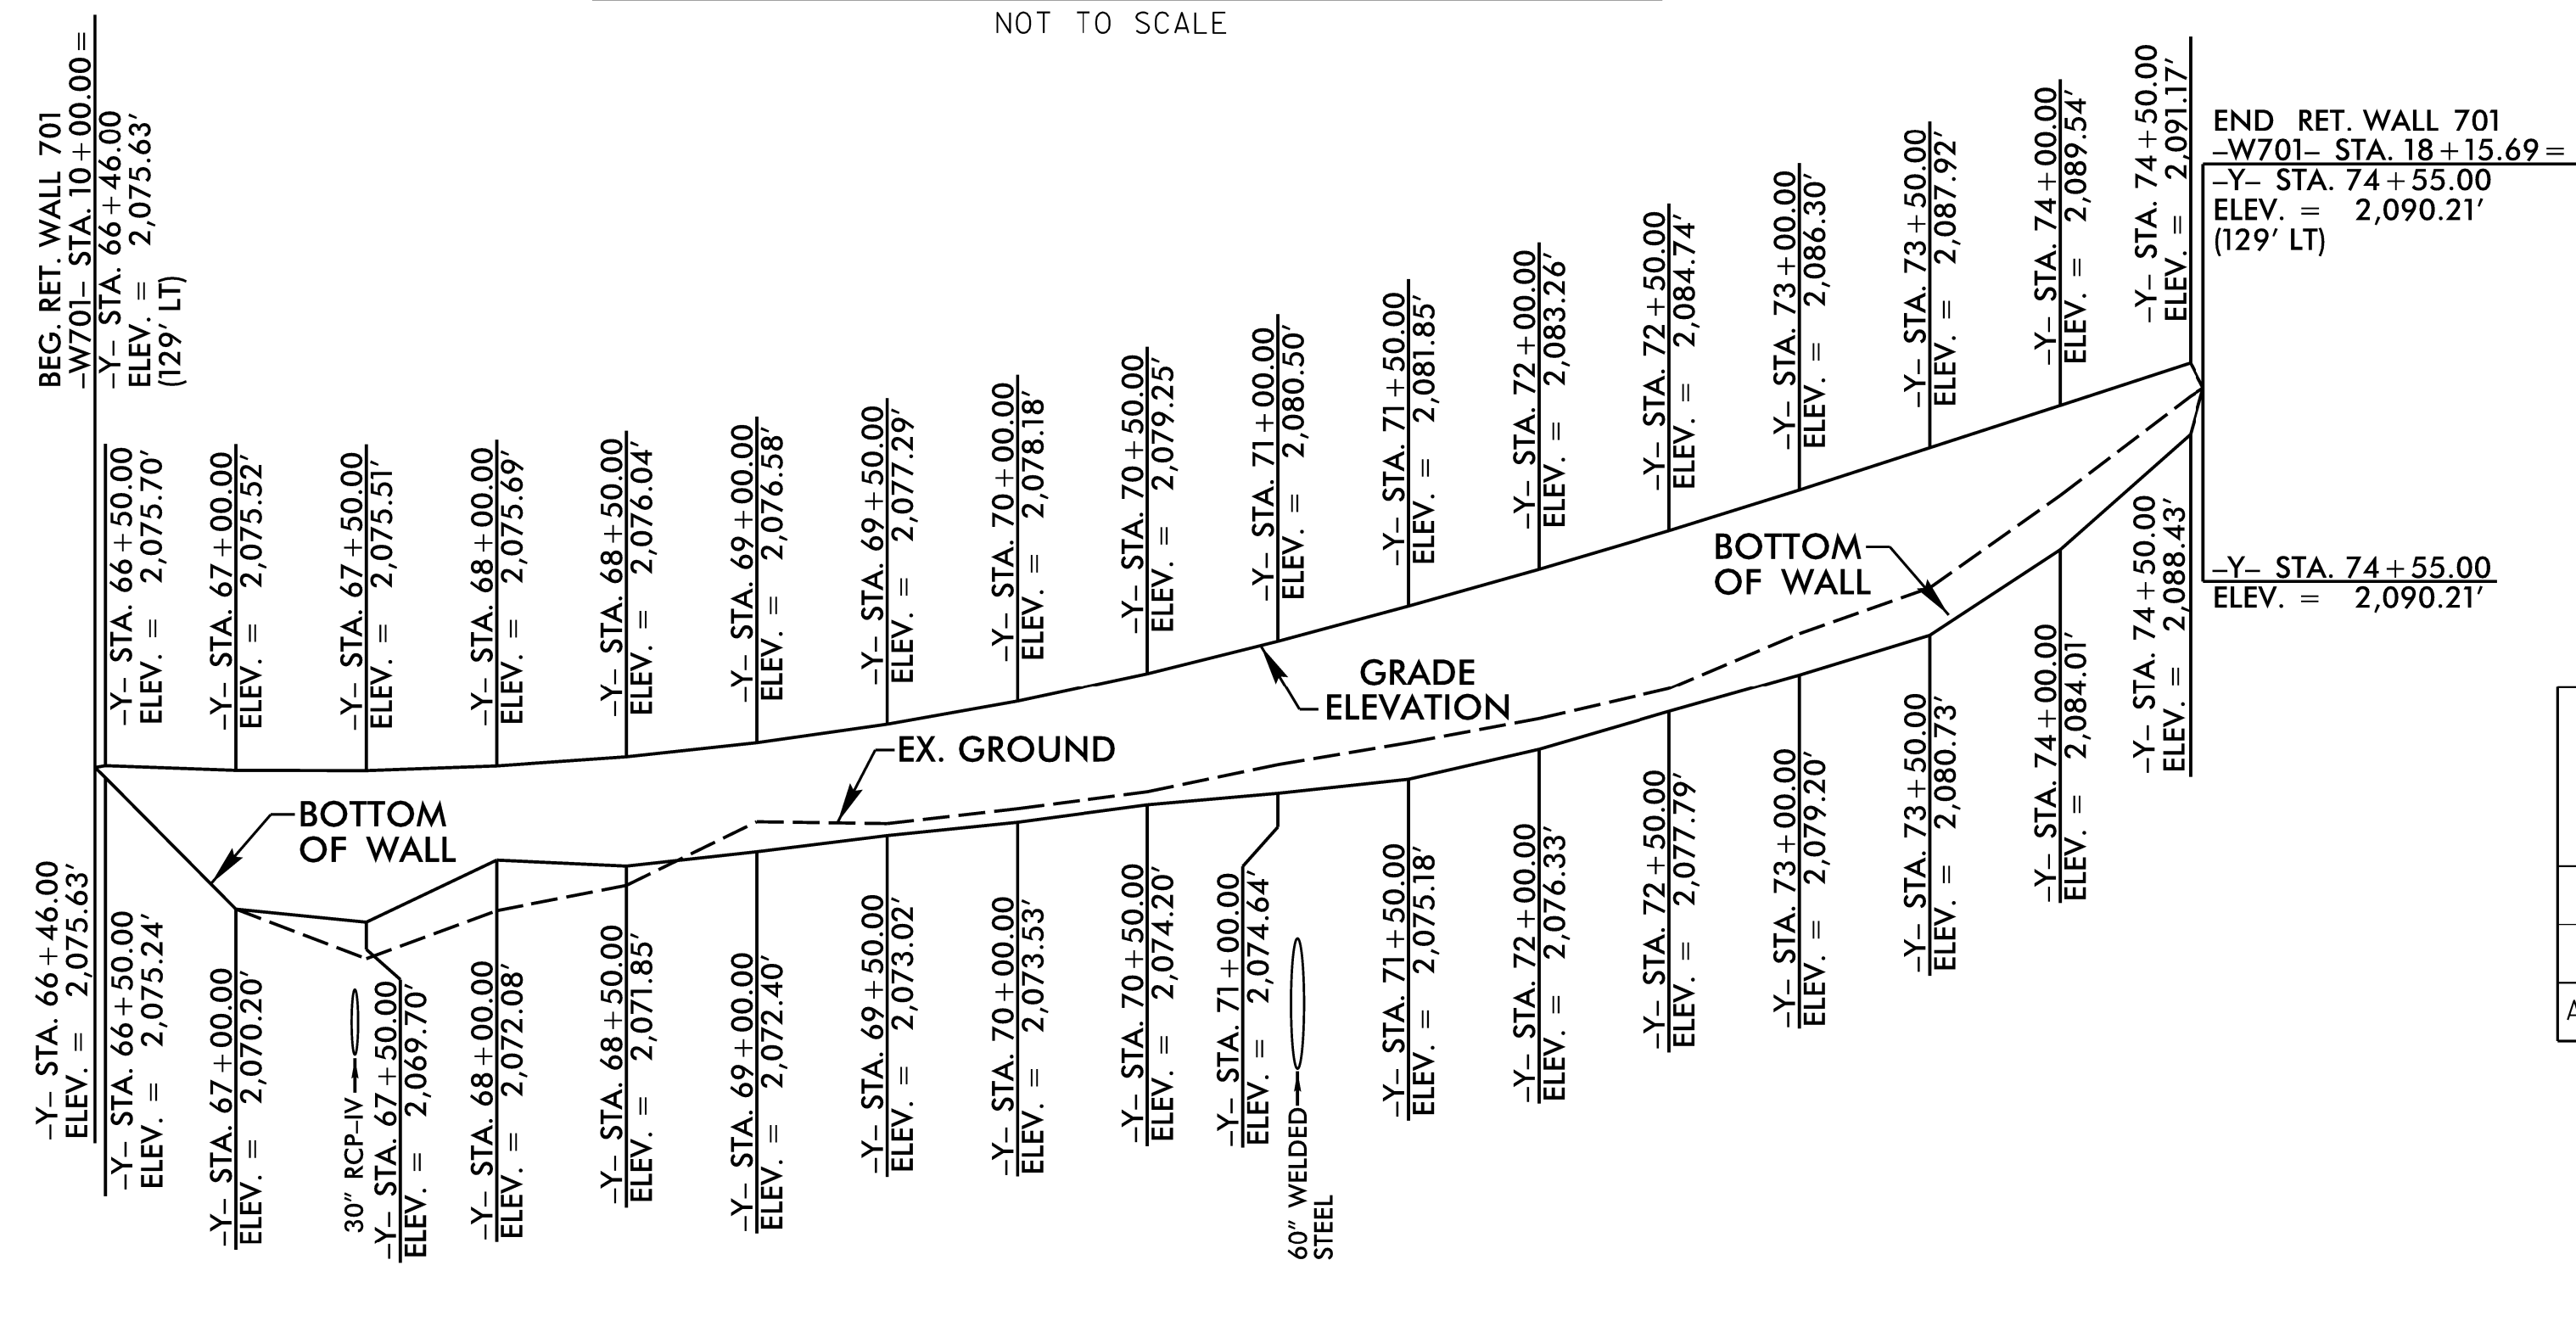 NOT TO SCALE
BEG. RET. WALL 701
–W701– STA. 10+00.00=
–Y– STA. 66+46.00
ELEV. = 2,075.63′
(129′ LT)
–Y– STA. 66+50.00
ELEV. = 2,075.70′
–Y– STA. 67+00.00
ELEV. = 2,075.52′
–Y– STA. 67+50.00
ELEV. = 2,075.51′
–Y– STA. 68+00.00
ELEV. = 2,075.69′
–Y– STA. 68+50.00
ELEV. = 2,076.04′
–Y– STA. 69+00.00
ELEV. = 2,076.58′
–Y– STA. 69+50.00
ELEV. = 2,077.29′
–Y– STA. 70+00.00
ELEV. = 2,078.18′
–Y– STA. 70+50.00
ELEV. = 2,079.25′
–Y– STA. 71+00.00
ELEV. = 2,080.50′
–Y– STA. 71+50.00
ELEV. = 2,081.85′
–Y– STA. 72+00.00
ELEV. = 2,083.26′
–Y– STA. 72+50.00
ELEV. = 2,084.74′
–Y– STA. 73+00.00
ELEV. = 2,086.30′
–Y– STA. 73+50.00
ELEV. = 2,087.92′
–Y– STA. 74+00.00
ELEV. = 2,089.54′
–Y– STA. 74+50.00
ELEV. = 2,091.17′
END RET. WALL 701
–W701– STA. 18+15.69=
–Y– STA. 74+55.00
ELEV. = 2,090.21′
(129′ LT)
BOTTOM
OF WALL
EX. GROUND
GRADE
ELEVATION
BOTTOM
OF WALL
–Y– STA. 66+46.00
ELEV. = 2,075.63′
–Y– STA. 66+50.00
ELEV. = 2,075.24′
–Y– STA. 67+00.00
ELEV. = 2,070.20′
30″ RCP–IV
–Y– STA. 67+50.00
ELEV. = 2,069.70′
–Y– STA. 68+00.00
ELEV. = 2,072.08′
–Y– STA. 68+50.00
ELEV. = 2,071.85′
–Y– STA. 69+00.00
ELEV. = 2,072.40′
–Y– STA. 69+50.00
ELEV. = 2,073.02′
–Y– STA. 70+00.00
ELEV. = 2,073.53′
–Y– STA. 70+50.00
ELEV. = 2,074.20′
–Y– STA. 71+00.00
ELEV. = 2,074.64′
60″ WELDED
STEEL
–Y– STA. 71+50.00
ELEV. = 2,075.18′
–Y– STA. 72+00.00
ELEV. = 2,076.33′
–Y– STA. 72+50.00
ELEV. = 2,077.79′
–Y– STA. 73+00.00
ELEV. = 2,079.20′
–Y– STA. 73+50.00
ELEV. = 2,080.73′
–Y– STA. 74+00.00
ELEV. = 2,084.01′
–Y– STA. 74+50.00
ELEV. = 2,088.43′
–Y– STA. 74+55.00
ELEV. = 2,090.21′